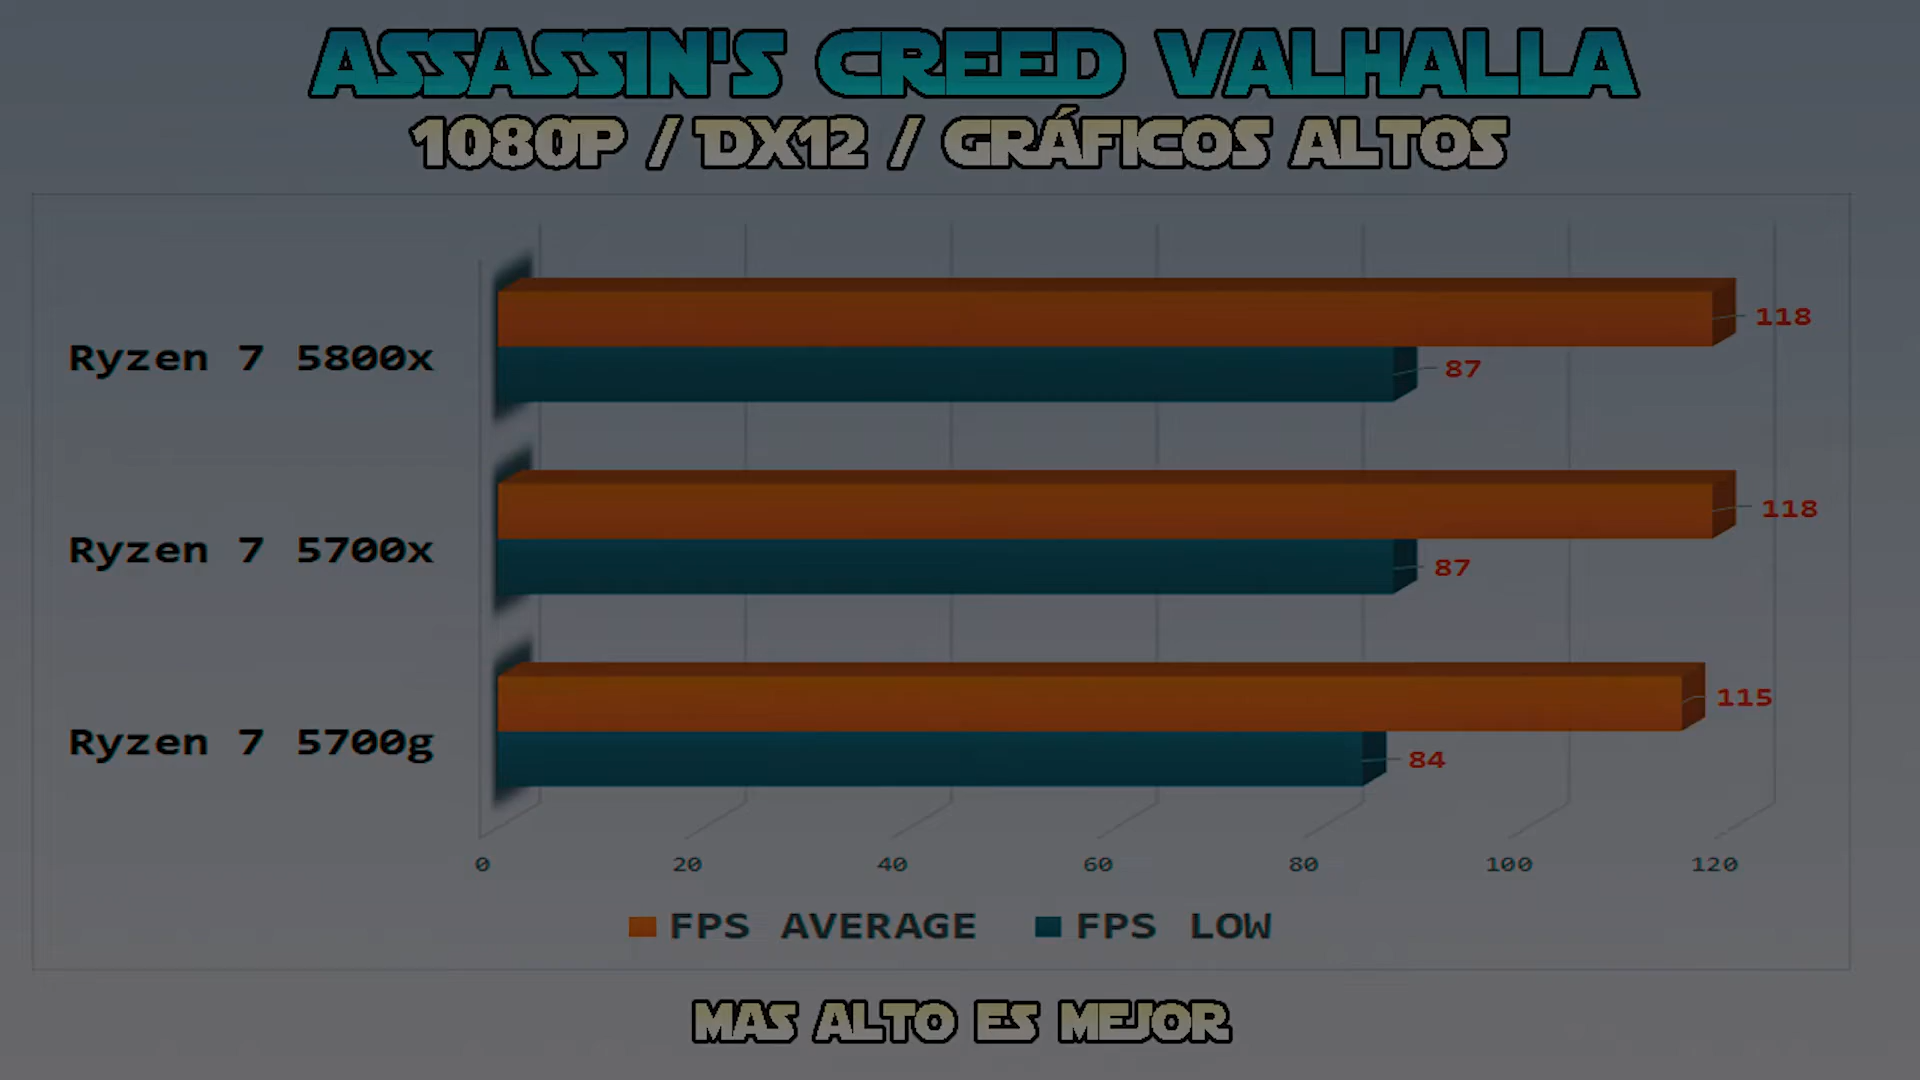 ASSASSIN'S CREED VALHALLA
1080P / DX12 / GRÁFICOS ALTOS
Ryzen 7 5800x
118
87
Ryzen 7 5700x
118
87
Ryzen 7 5700g
115
84
0 20 40 60 80 100 120
FPS AVERAGE FPS LOW
MAS ALTO ES MEJOR